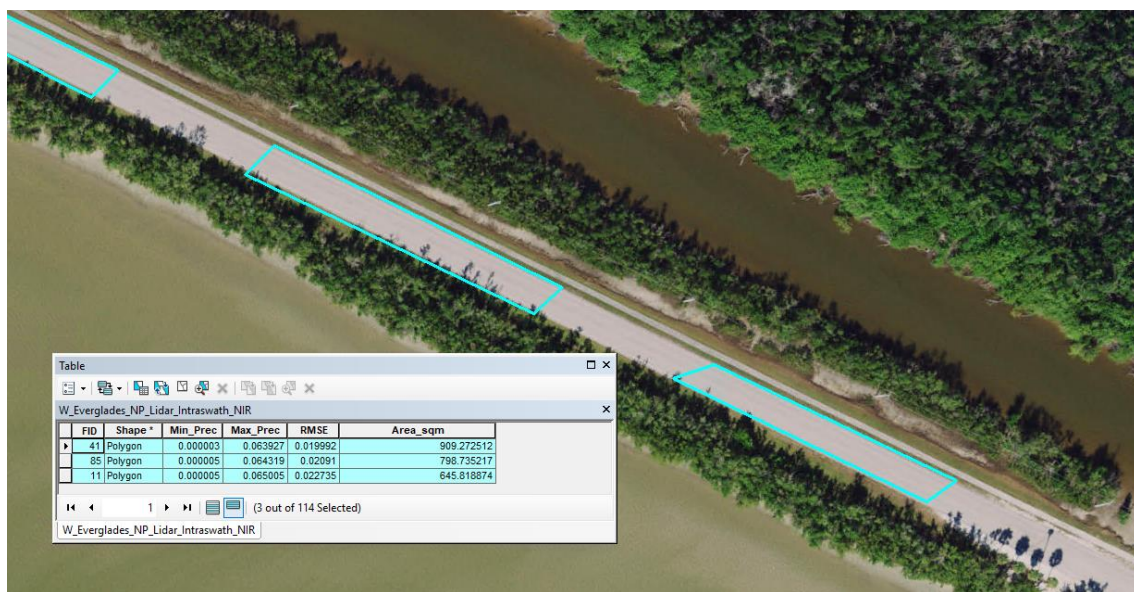 Table
W_Everglades_NP_Lidar_Intraswath_NIR
FID Shape * Min_Prec Max_Prec RMSE Area_sqm
41 Polygon 0.000003 0.063927 0.019992 909.272512
85 Polygon 0.000005 0.064319 0.02091 798.735217
11 Polygon 0.000005 0.065005 0.022735 645.818874
1 (3 out of 114 Selected)
W_Everglades_NP_Lidar_Intraswath_NIR